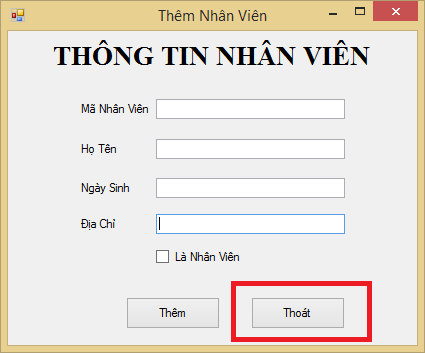 Thêm Nhân Viên
THÔNG TIN NHÂN VIÊN
Mã Nhân Viên
Họ Tên
Ngày Sinh
Địa Chỉ
Là Nhân Viên
Thêm Thoát